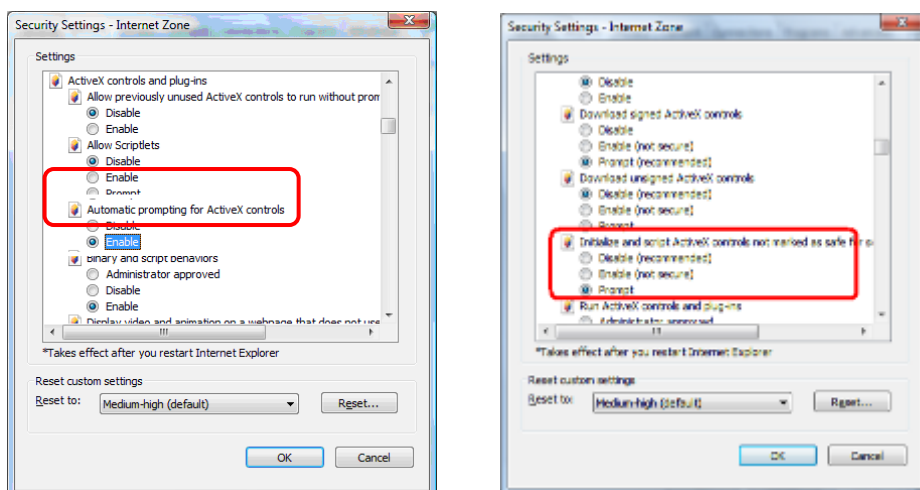 Security Settings - Internet Zone
Settings
ActiveX controls and plug-ins
Allow previously unused ActiveX controls to run without pron
Disable
Enable
Allow Scriptlets
Disable
Enable
Prompt
Automatic prompting for ActiveX controls
Disable
Enable
Binary and script behaviors
Administrator approved
Disable
Enable
Display video and animation on a webpage that does not use
*Takes effect after you restart Internet Explorer
Reset custom settings
Reset to:
Medium-high (default)
Reset...
OK
Cancel
Security Settings - Internet Zone
Settings
Disable
Enable
Download signed ActiveX controls
Disable
Enable (not secure)
Prompt (recommended)
Download unsigned ActiveX controls
Disable (recommended)
Enable (not secure)
Prompt
Initialize and script ActiveX controls not marked as safe for s
Disable (recommended)
Enable (not secure)
Prompt
Run ActiveX controls and plug-ins
Administrator approved
*Takes effect after you restart Internet Explorer
Reset custom settings
Reset to:
Medium-high (default)
Reset...
OK
Cancel